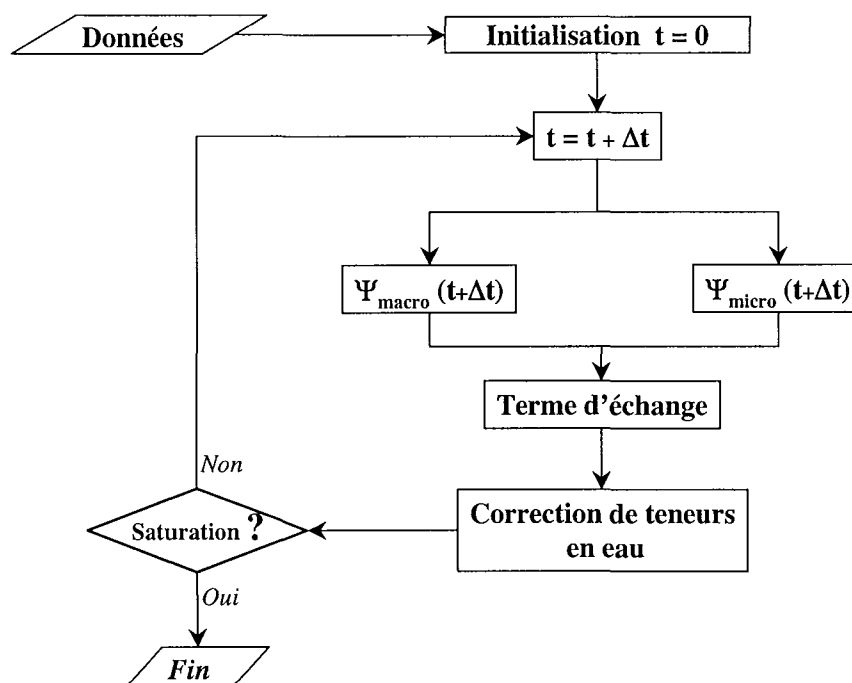 Données
Initialisation t = 0
t = t + Δt
Ψmacro (t+Δt)
Ψmicro (t+Δt)
Terme d'échange
Non
Correction de teneurs
en eau
Saturation ?
Oui
Fin